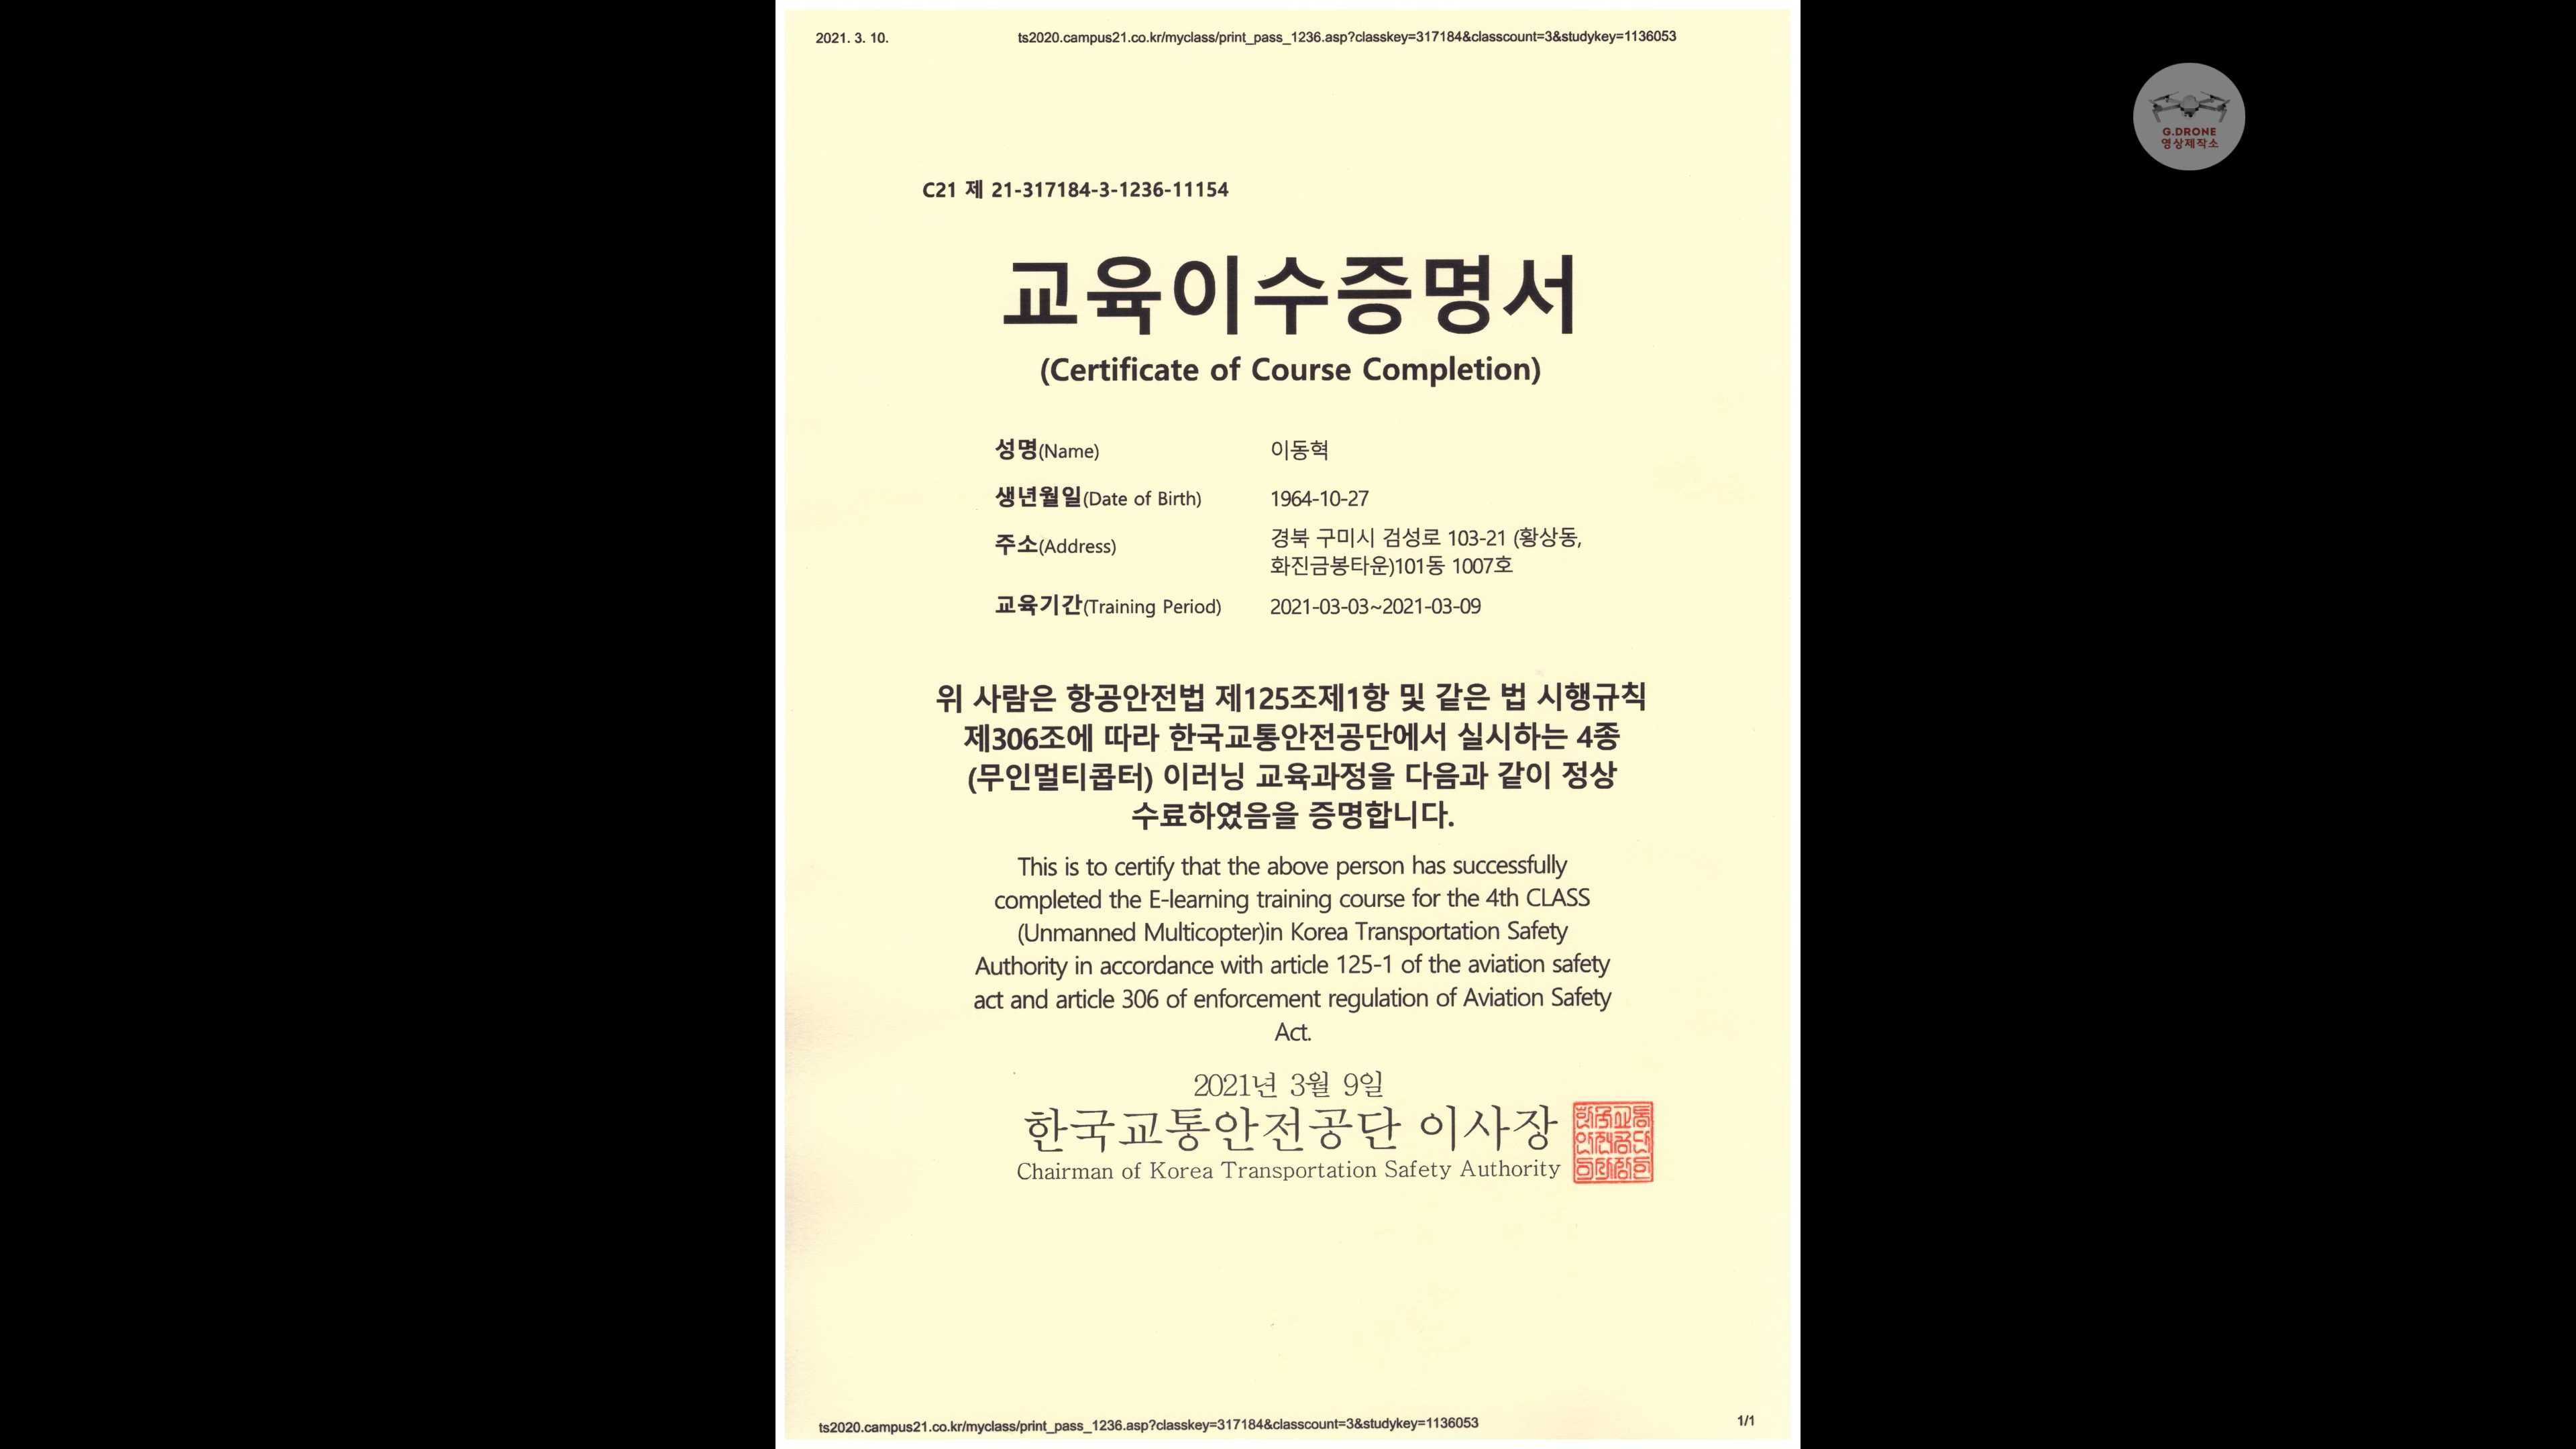 2021. 3. 10.
ts2020.campus21.co.kr/myclass/print_pass_1236.asp?classkey=317184&classcount=3&studykey=1136053
G.DRONE
영상제작소
C21 제 21-317184-3-1236-11154
교육이수증명서
(Certificate of Course Completion)
성명(Name) 이동혁
생년월일(Date of Birth) 1964-10-27
주소(Address) 경북 구미시 검성로 103-21 (황상동,
화진금봉타운)101동 1007호
교육기간(Training Period) 2021-03-03~2021-03-09
위 사람은 항공안전법 제125조제1항 및 같은 법 시행규칙
제306조에 따라 한국교통안전공단에서 실시하는 4종
(무인멀티콥터) 이러닝 교육과정을 다음과 같이 정상
수료하였음을 증명합니다.
This is to certify that the above person has successfully
completed the E-learning training course for the 4th CLASS
(Unmanned Multicopter)in Korea Transportation Safety
Authority in accordance with article 125-1 of the aviation safety
act and article 306 of enforcement regulation of Aviation Safety
Act.
2021년 3월 9일
한국교통안전공단 이사장
Chairman of Korea Transportation Safety Authority
ts2020.campus21.co.kr/myclass/print_pass_1236.asp?classkey=317184&classcount=3&studykey=1136053
1/1